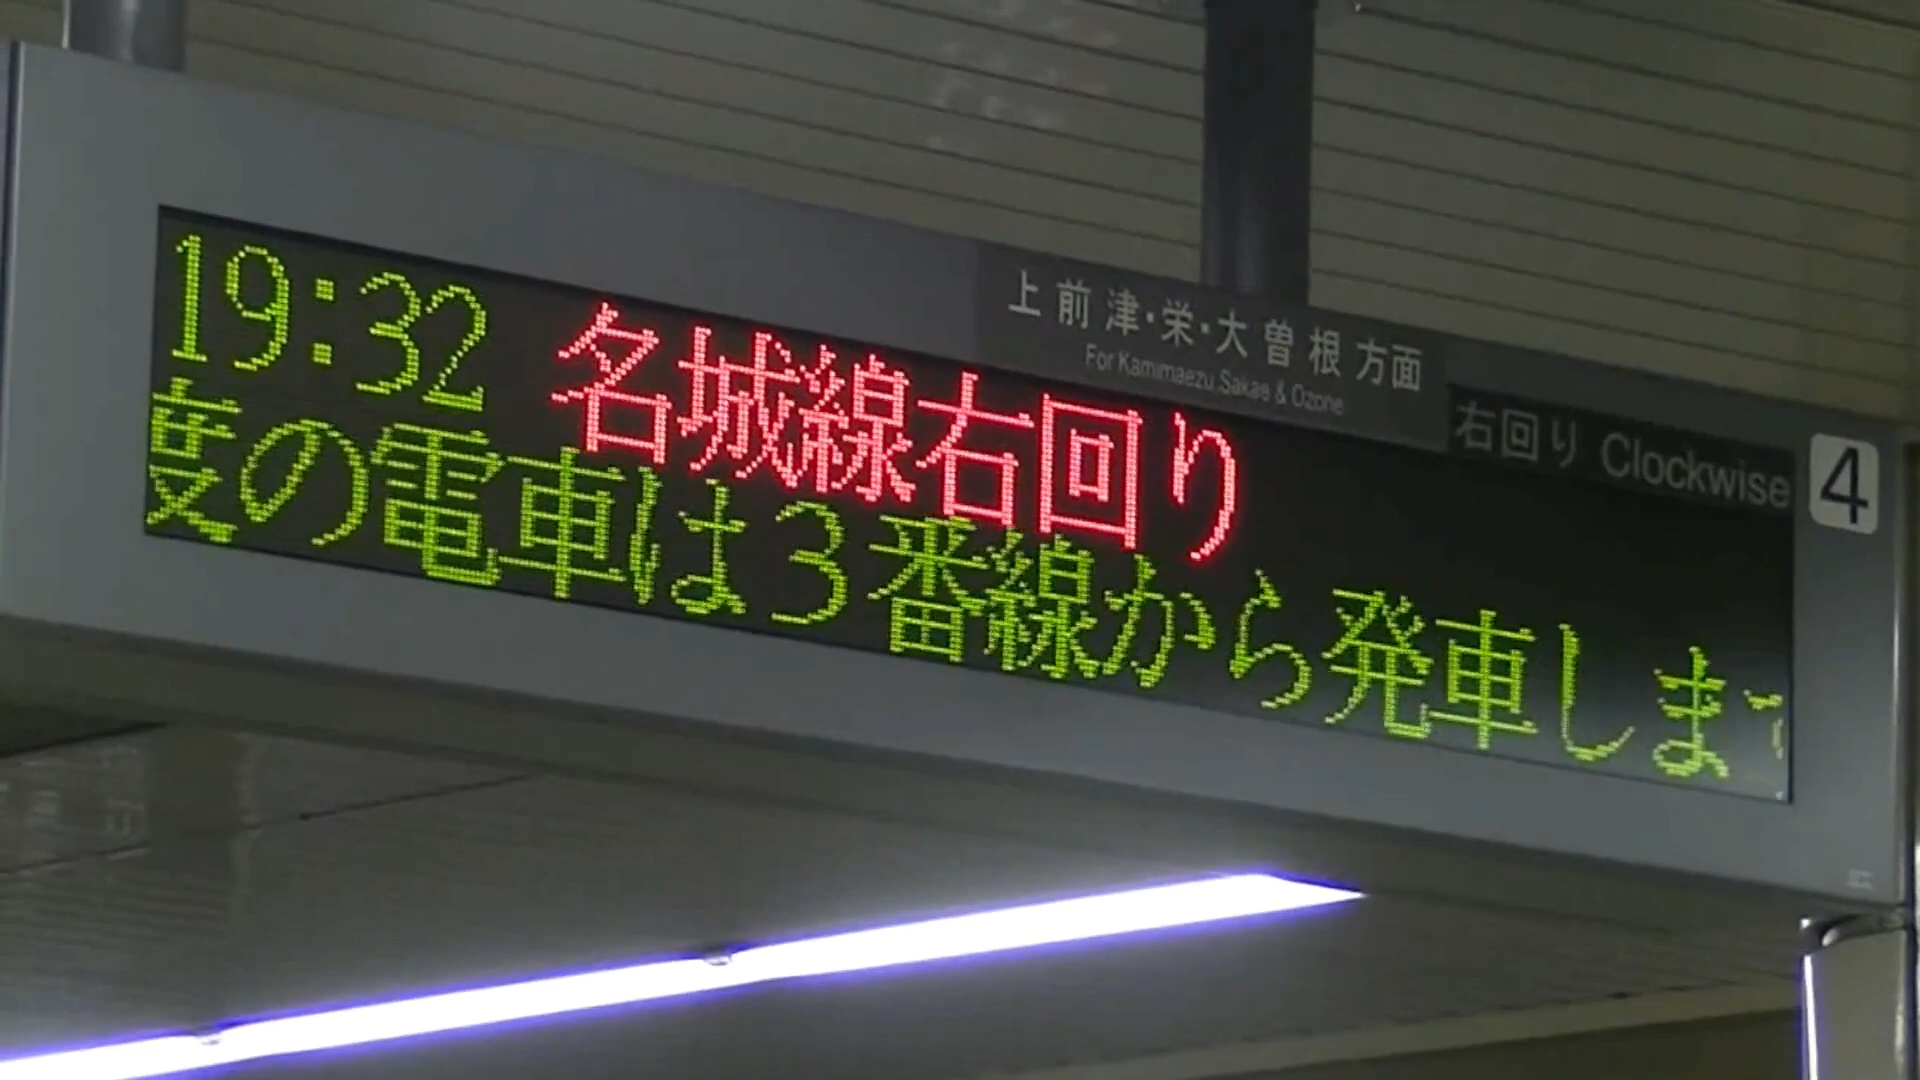 上前津・栄・大曽根方面
For Kamimaezu Sakae & Ozone
右回り Clockwise
4
19:32 名城線右回り
度の電車は3番線から発車しま